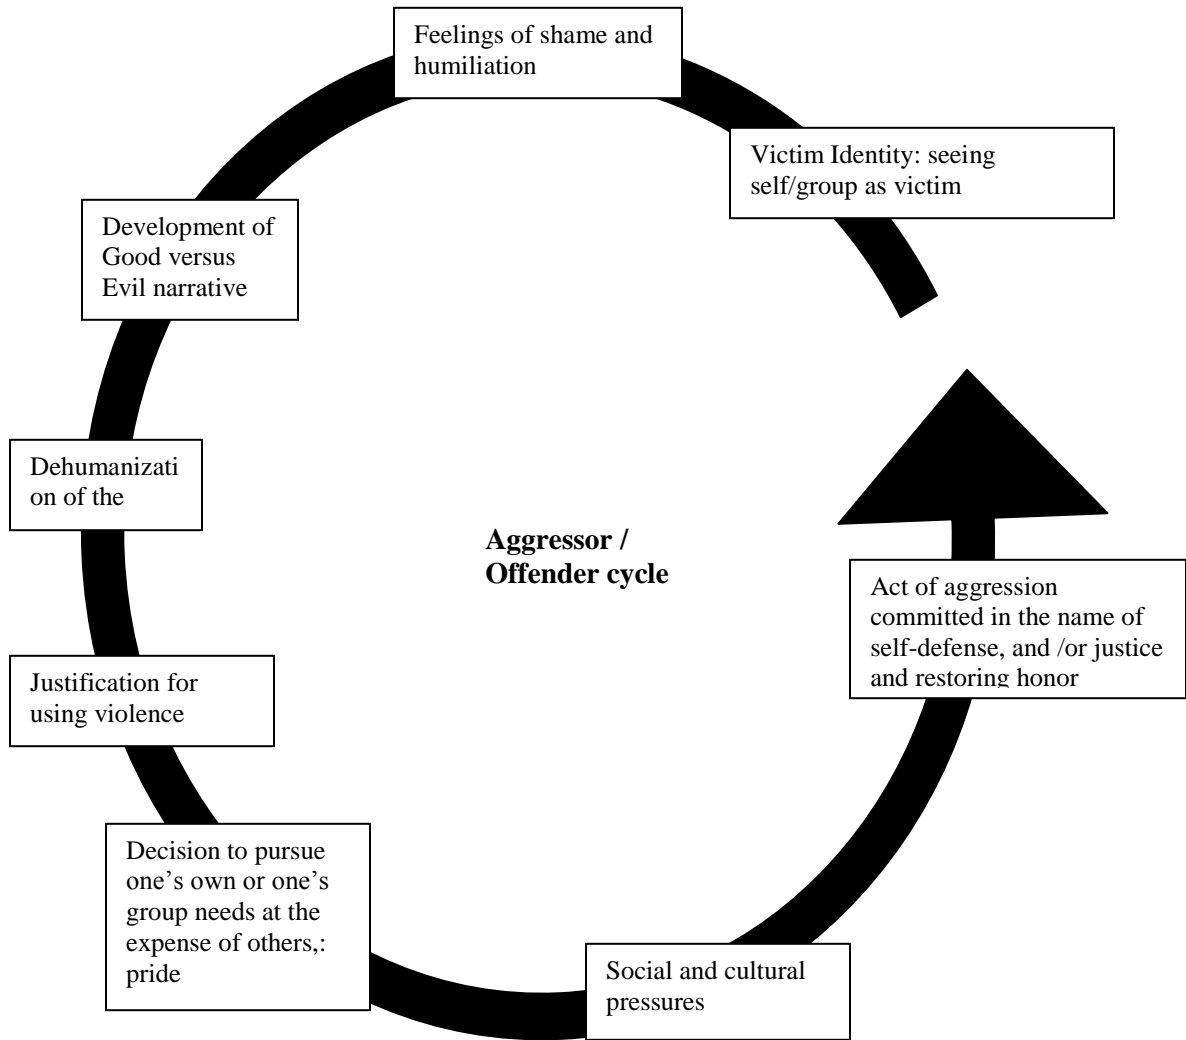 Feelings of shame and
humiliation
Victim Identity: seeing
self/group as victim
Development of
Good versus
Evil narrative
Dehumanizati
on of the
Aggressor /
Offender cycle
Act of aggression
committed in the name of
self-defense, and /or justice
and restoring honor
Justification for
using violence
Decision to pursue
one’s own or one’s
group needs at the
expense of others,:
pride
Social and cultural
pressures